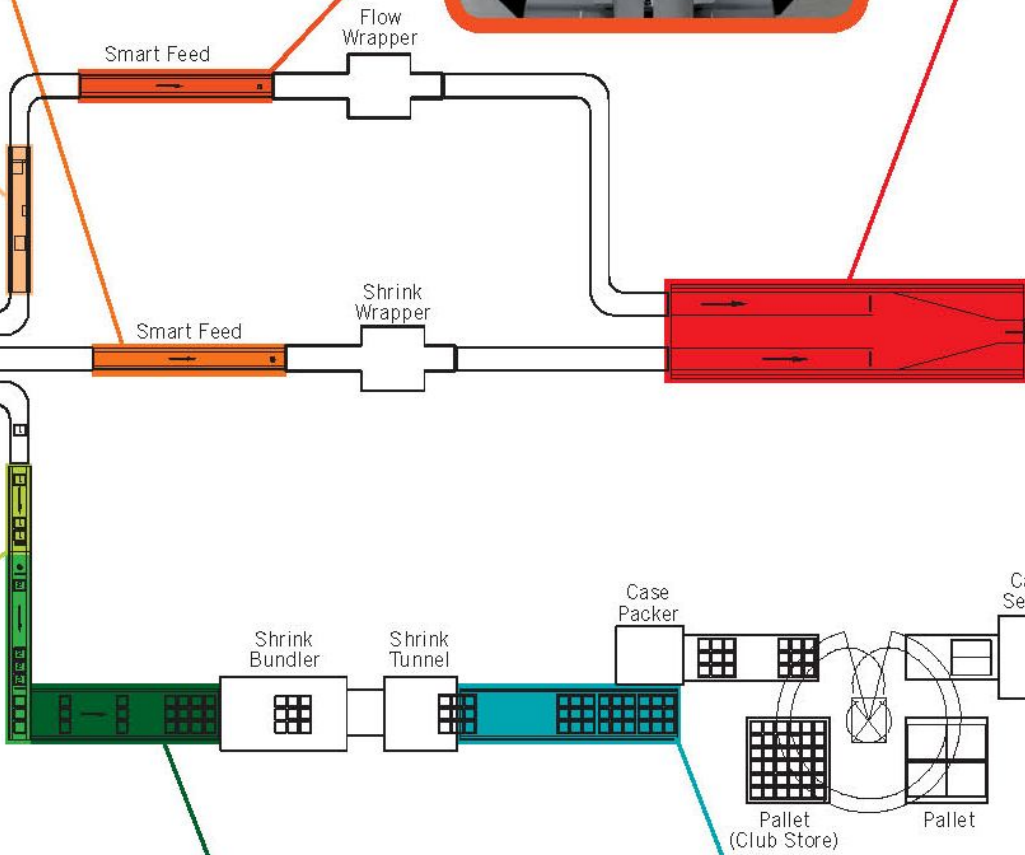 Flow
Wrapper
Smart Feed
Shrink
Wrapper
Smart Feed
Case
Packer
Shrink
Bundler
Shrink
Tunnel
Pallet
(Club Store)
Pallet